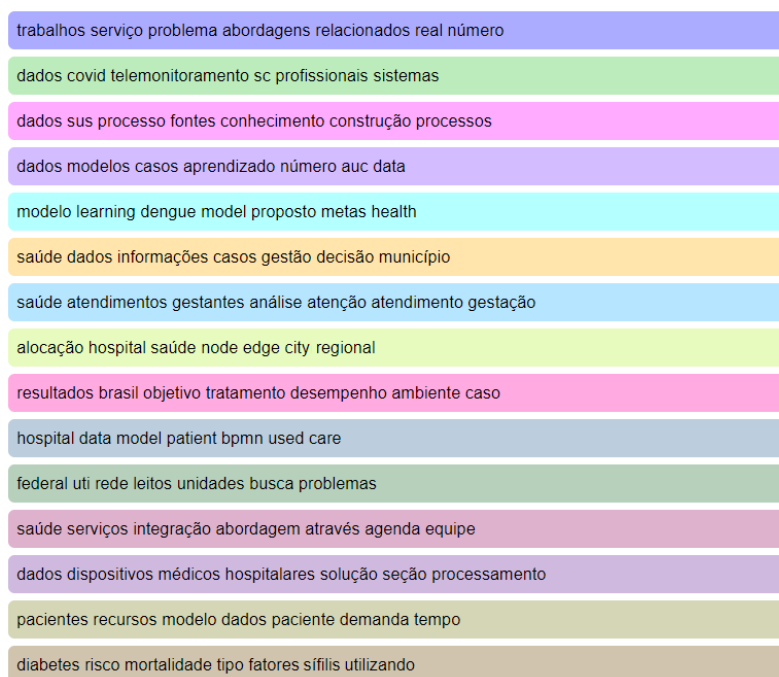 trabalhos serviço problema abordagens relacionados real número
dados covid telemonitoramento sc profissionais sistemas
dados sus processo fontes conhecimento construção processos
dados modelos casos aprendizado número auc data
modelo learning dengue model proposto metas health
saúde dados informações casos gestão decisão município
saúde atendimentos gestantes análise atenção atendimento gestação
alocação hospital saúde node edge city regional
resultados brasil objetivo tratamento desempenho ambiente caso
hospital data model patient bpmn used care
federal uti rede leitos unidades busca problemas
saúde serviços integração abordagem através agenda equipe
dados dispositivos médicos hospitalares solução seção processamento
pacientes recursos modelo dados paciente demanda tempo
diabetes risco mortalidade tipo fatores sífilis utilizando